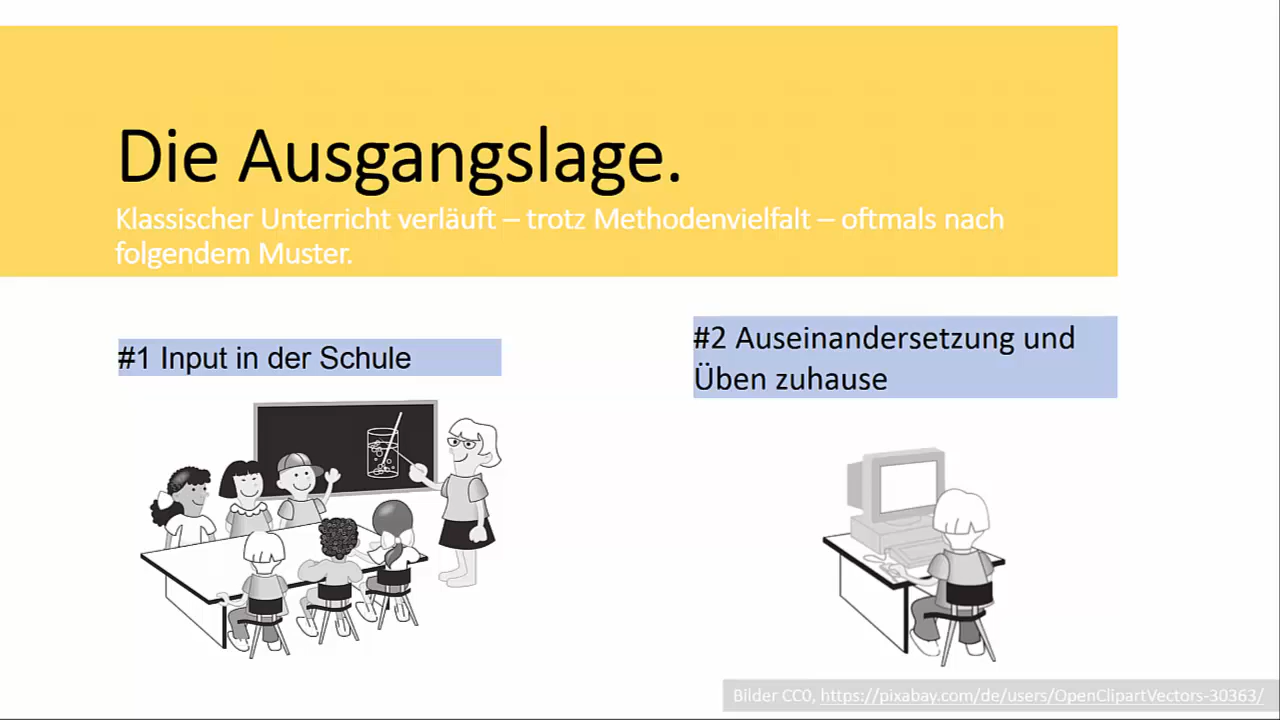 Die Ausgangslage.
Klassischer Unterricht verläuft – trotz Methodenvielfalt – oftmals nach
folgendem Muster.
#1 Input in der Schule
#2 Auseinandersetzung und
Üben zuhause
Bilder CC0, https://pixabay.com/de/users/OpenClipartVectors-30363/